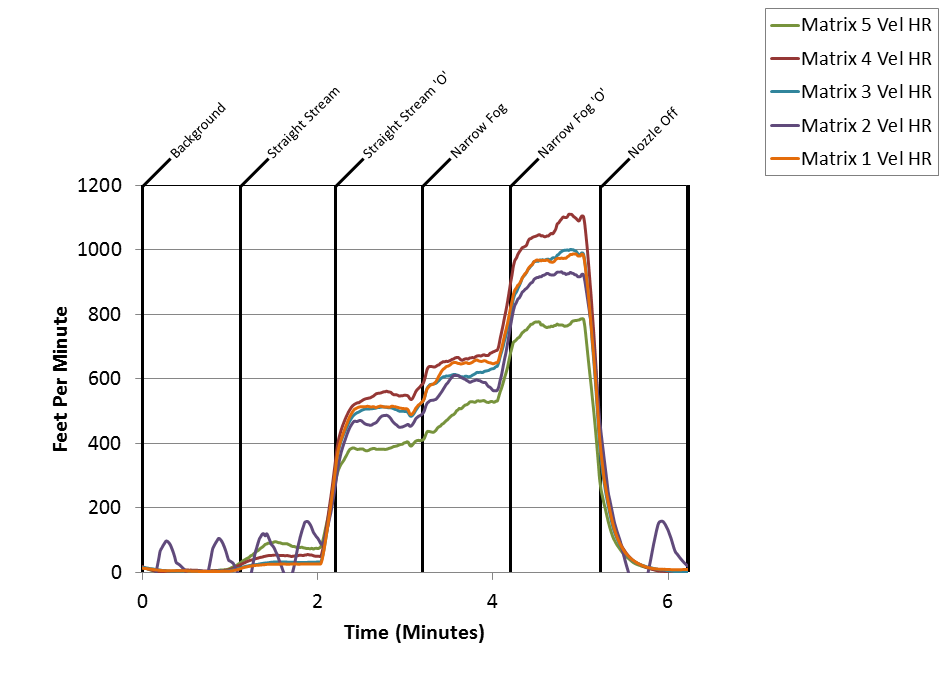 Matrix 5 Vel HR
Matrix 4 Vel HR
Matrix 3 Vel HR
Matrix 2 Vel HR
Matrix 1 Vel HR
Background
Straight Stream
Straight Stream 'O'
Narrow Fog
Narrow Fog 'O'
Nozzle Off
1200
1000
800
600
400
200
0
Feet Per Minute
0 2 4 6
Time (Minutes)